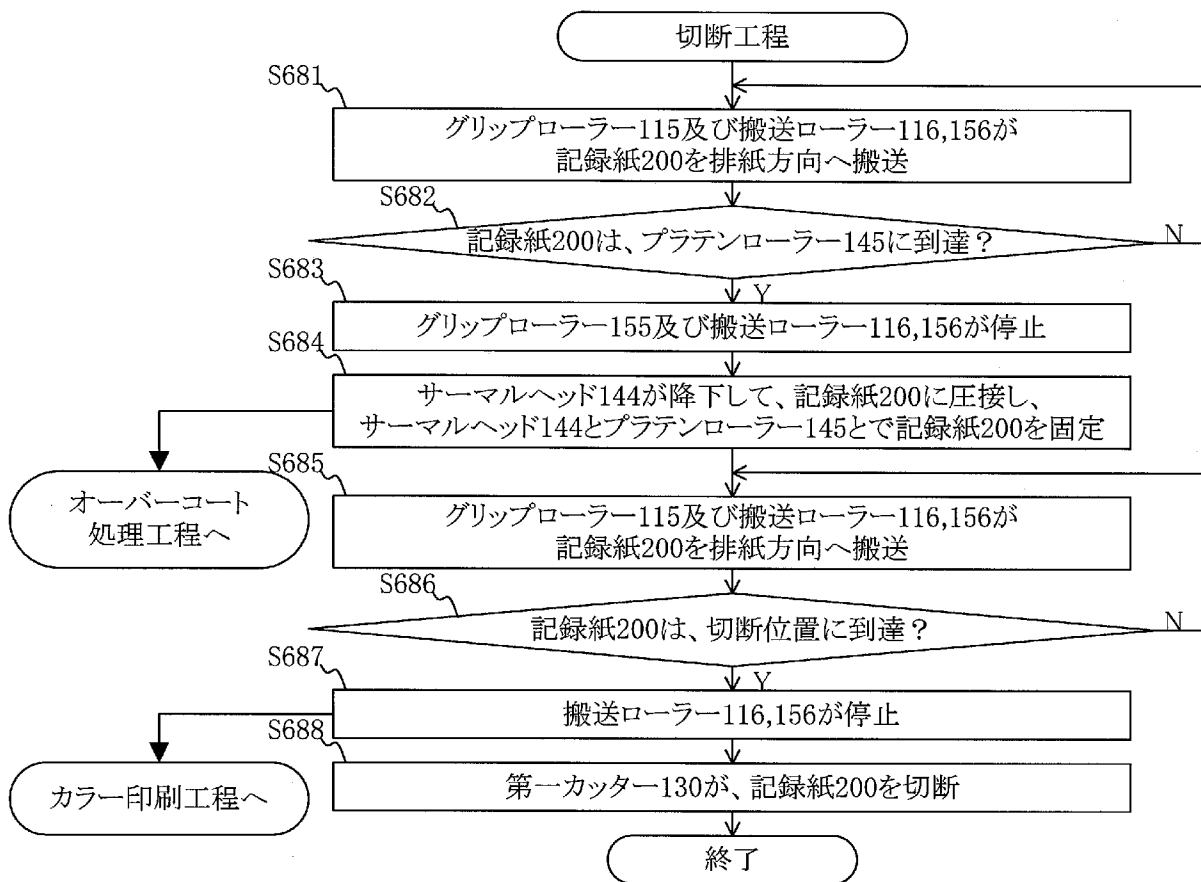 切断工程
S681
グリップローラー115及び搬送ローラー116,156が
記録紙200を排紙方向へ搬送
S682
記録紙200は、プラテンローラー145に到達？
N
Y
S683
グリップローラー155及び搬送ローラー116,156が停止
S684
サーマルヘッド144が降下して、記録紙200に圧接し、
サーマルヘッド144とプラテンローラー145とで記録紙200を固定
オーバーコート
処理工程へ
S685
グリップローラー115及び搬送ローラー116,156が
記録紙200を排紙方向へ搬送
S686
記録紙200は、切断位置に到達？
N
Y
S687
搬送ローラー116,156が停止
カラー印刷工程へ
S688
第一カッター130が、記録紙200を切断
終了